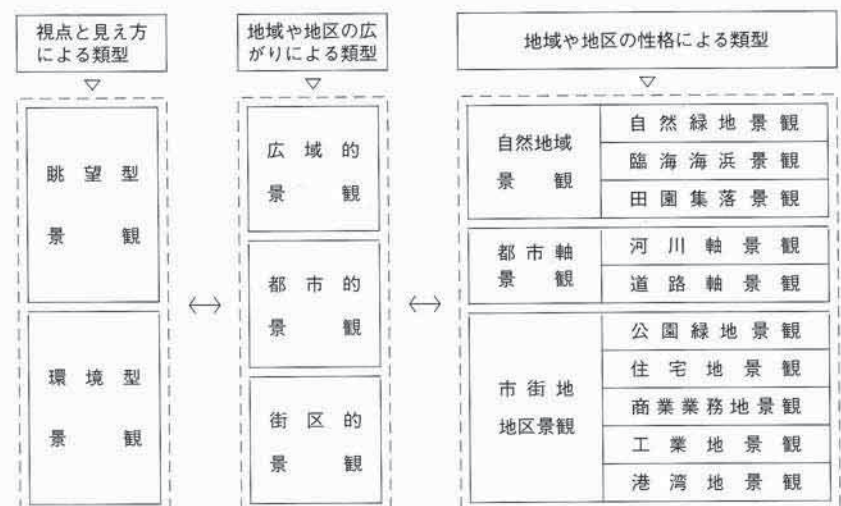 視点と見え方
による類型
▽
眺望型
景観
環境型
景観
↔
地域や地区の広
がりによる類型
▽
広域的
景観
都市的
景観
街区的
景観
↔
地域や地区の性格による類型
▽
自然地域
景観
自然緑地景観
臨海海浜景観
田園集落景観
都市軸
景観
河川軸景観
道路軸景観
市街地
地区景観
公園緑地景観
住宅地景観
商業業務地景観
工業地景観
港湾地景観